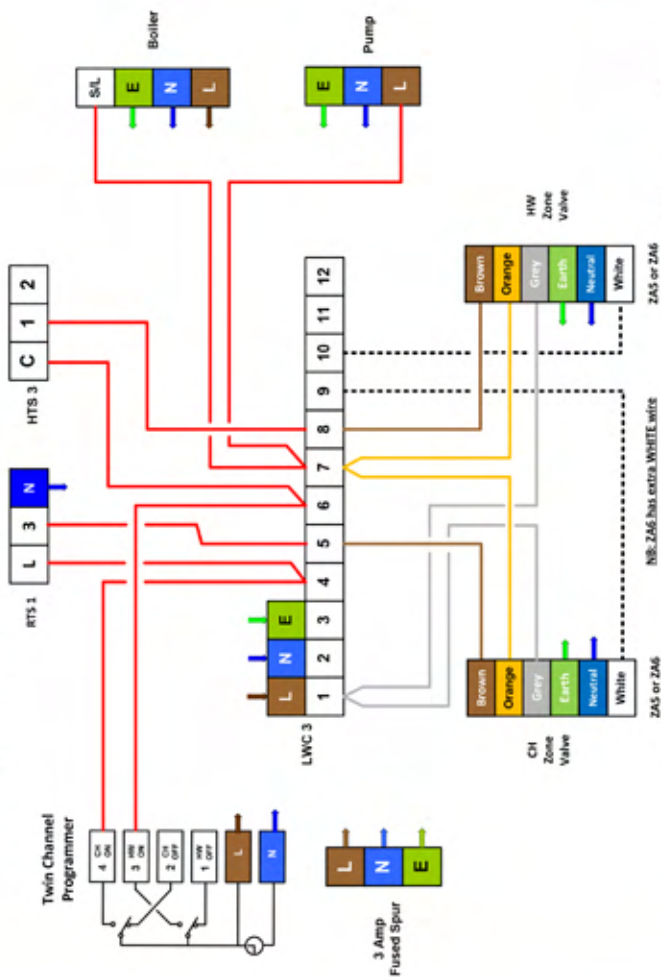 Boiler
S/L
E
N
L
Pump
E
N
L
HTS 3
C
1
2
RTS 1
L
3
N
LWC 3
L
N
E
1
2
3
4
5
6
7
8
9
10
11
12
Twin Channel
Programmer
4 CH ON
3 HW ON
2 CH OFF
1 HW OFF
L
N
3 Amp
Fused Spur
L
N
E
CH
Zone
Valve
Brown
Orange
Grey
Earth
Neutral
White
ZA5 or ZA6
NB: ZA6 has extra WHITE wire
HW
Zone
Valve
Brown
Orange
Grey
Earth
Neutral
White
ZA5 or ZA6